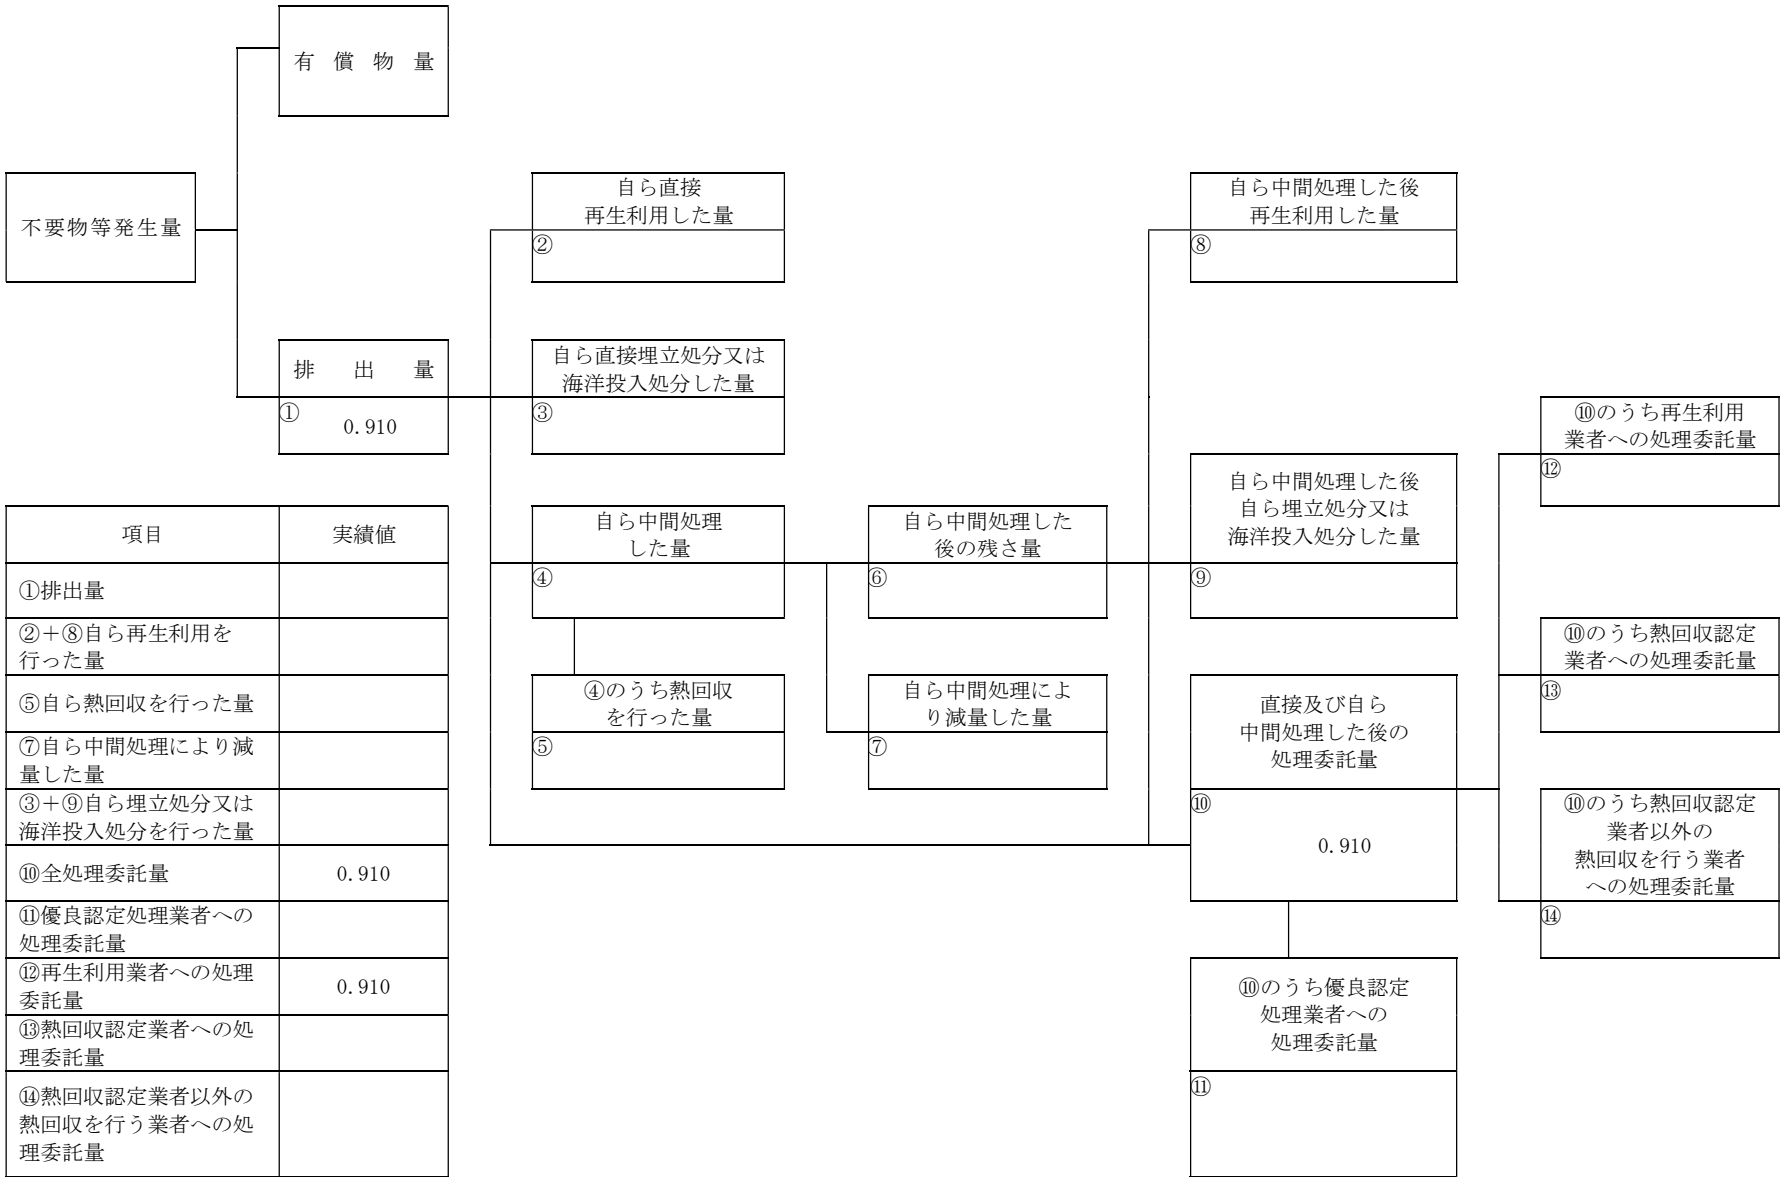 有償物量
不要物等発生量
排出量
①
0.910
自ら直接
再生利用した量
②
自ら直接埋立処分又は
海洋投入処分した量
③
自ら中間処理
した量
④
④のうち熱回収
を行った量
⑤
自ら中間処理した
後の残さ量
⑥
自ら中間処理によ
り減量した量
⑦
自ら中間処理した後
再生利用した量
⑧
自ら中間処理した後
自ら埋立処分又は
海洋投入処分した量
⑨
直接及び自ら
中間処理した後の
処理委託量
⑩
0.910
⑩のうち優良認定
処理業者への
処理委託量
⑪
⑩のうち再生利用
業者への処理委託量
⑫
⑩のうち熱回収認定
業者への処理委託量
⑬
⑩のうち熱回収認定
業者以外の
熱回収を行う業者
への処理委託量
⑭
項目 実績値
①排出量
②＋⑧自ら再生利用を
行った量
⑤自ら熱回収を行った量
⑦自ら中間処理により減
量した量
③＋⑨自ら埋立処分又は
海洋投入処分を行った量
⑩全処理委託量 0.910
⑪優良認定処理業者への
処理委託量
⑫再生利用業者への処理
委託量 0.910
⑬熱回収認定業者への処
理委託量
⑭熱回収認定業者以外の
熱回収を行う業者への処
理委託量